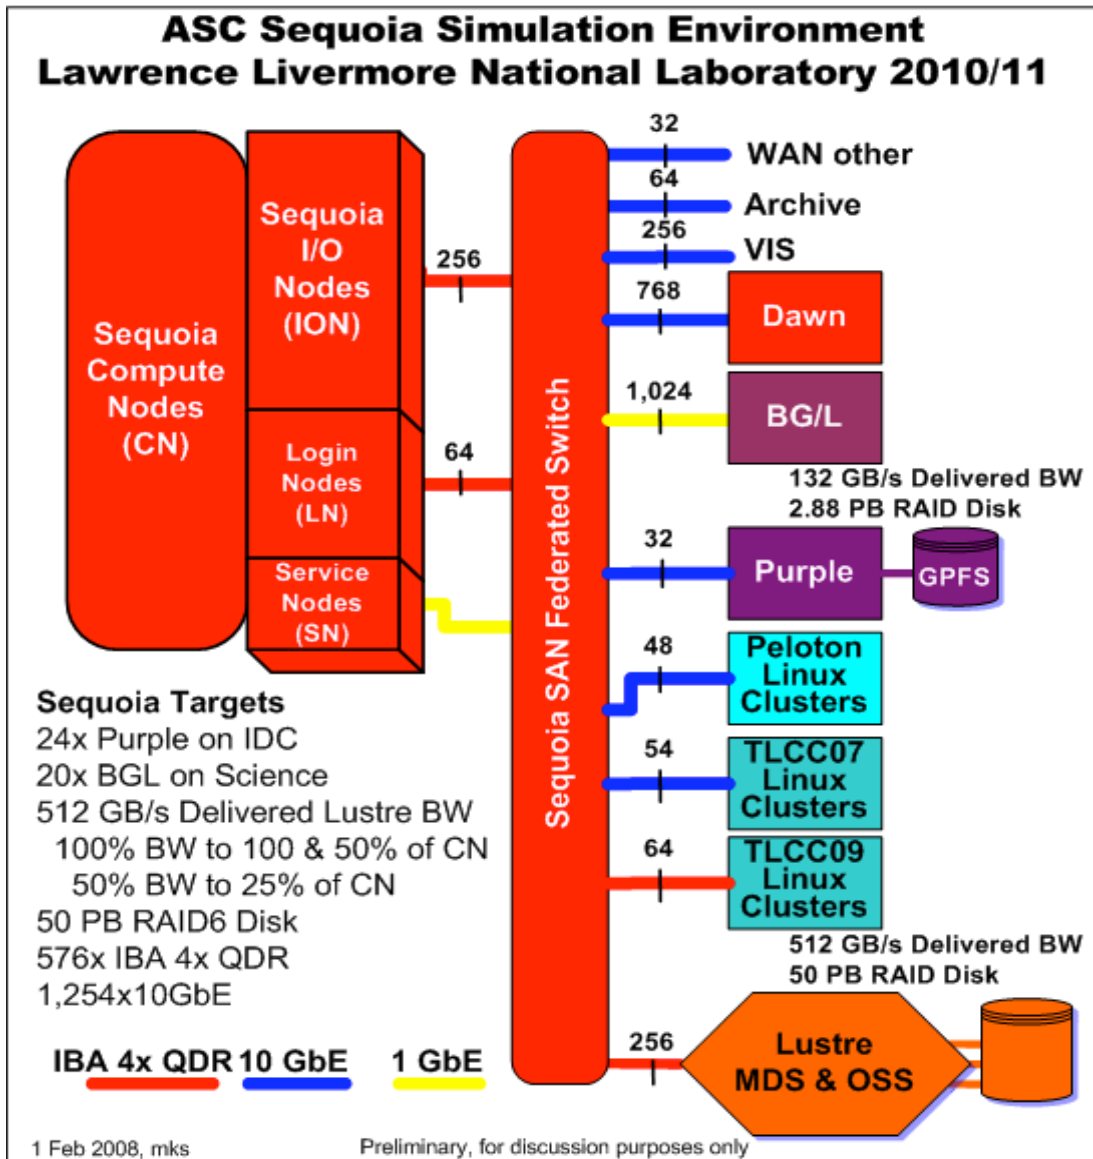 ASC Sequoia Simulation Environment
Lawrence Livermore National Laboratory 2010/11
Sequoia
Compute
Nodes
(CN)
Sequoia
I/O
Nodes
(ION)
Login
Nodes
(LN)
Service
Nodes
(SN)
256
64
Sequoia SAN Federated Switch
32
WAN other
64
Archive
256
VIS
768
Dawn
1,024
BG/L
132 GB/s Delivered BW
2.88 PB RAID Disk
32
Purple
GPFS
48
Peloton
Linux
Clusters
54
TLCC07
Linux
Clusters
64
TLCC09
Linux
Clusters
512 GB/s Delivered BW
50 PB RAID Disk
256
Lustre
MDS & OSS
Sequoia Targets
24x Purple on IDC
20x BGL on Science
512 GB/s Delivered Lustre BW
100% BW to 100 & 50% of CN
50% BW to 25% of CN
50 PB RAID6 Disk
576x IBA 4x QDR
1,254x10GbE
IBA 4x QDR
10 GbE
1 GbE
1 Feb 2008, mks
Preliminary, for discussion purposes only